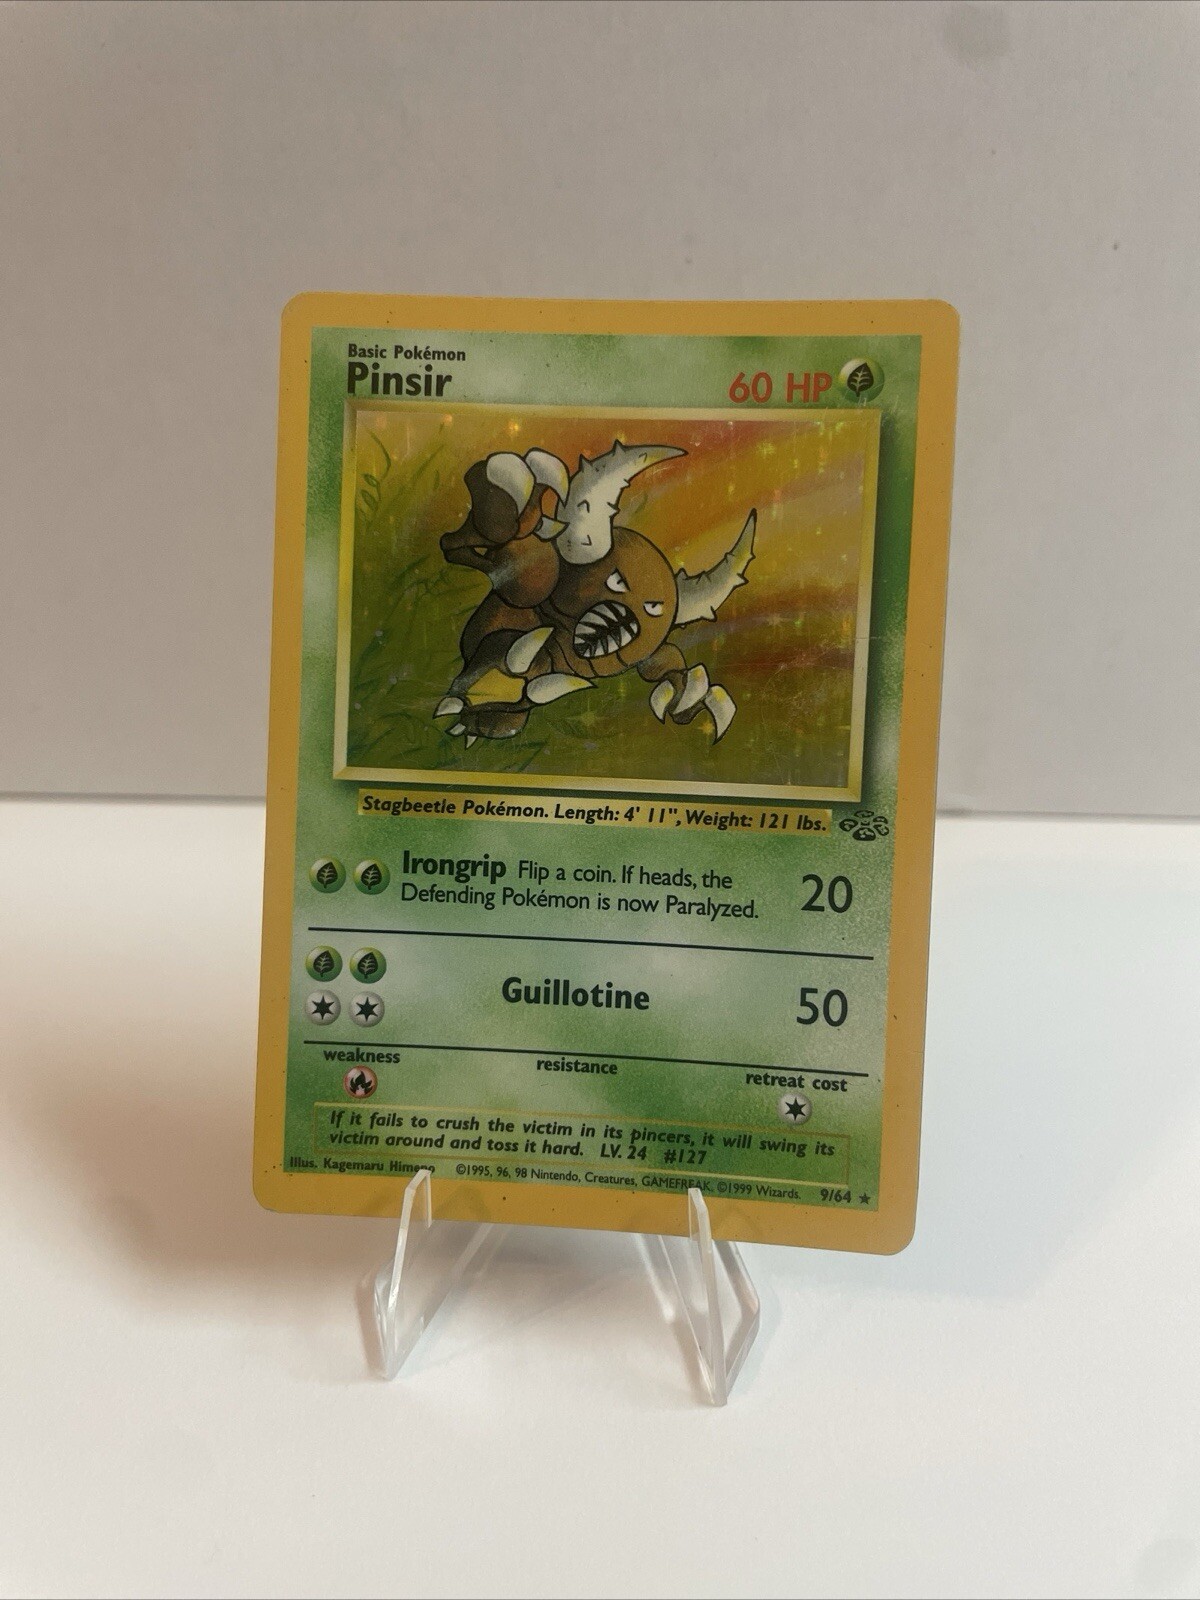 Basic Pokémon
Pinsir
60 HP
Stagbeetle Pokémon. Length: 4' 11", Weight: 121 lbs.
Irongrip Flip a coin. If heads, the
Defending Pokémon is now Paralyzed.
20
Guillotine
50
weakness
resistance
retreat cost
If it fails to crush the victim in its pincers, it will swing its
victim around and toss it hard. LV. 24 #127
Illus. Kagemaru Himeno ©1995, 96, 98 Nintendo, Creatures, GAMEFREAK. ©1999 Wizards. 9/64 ★